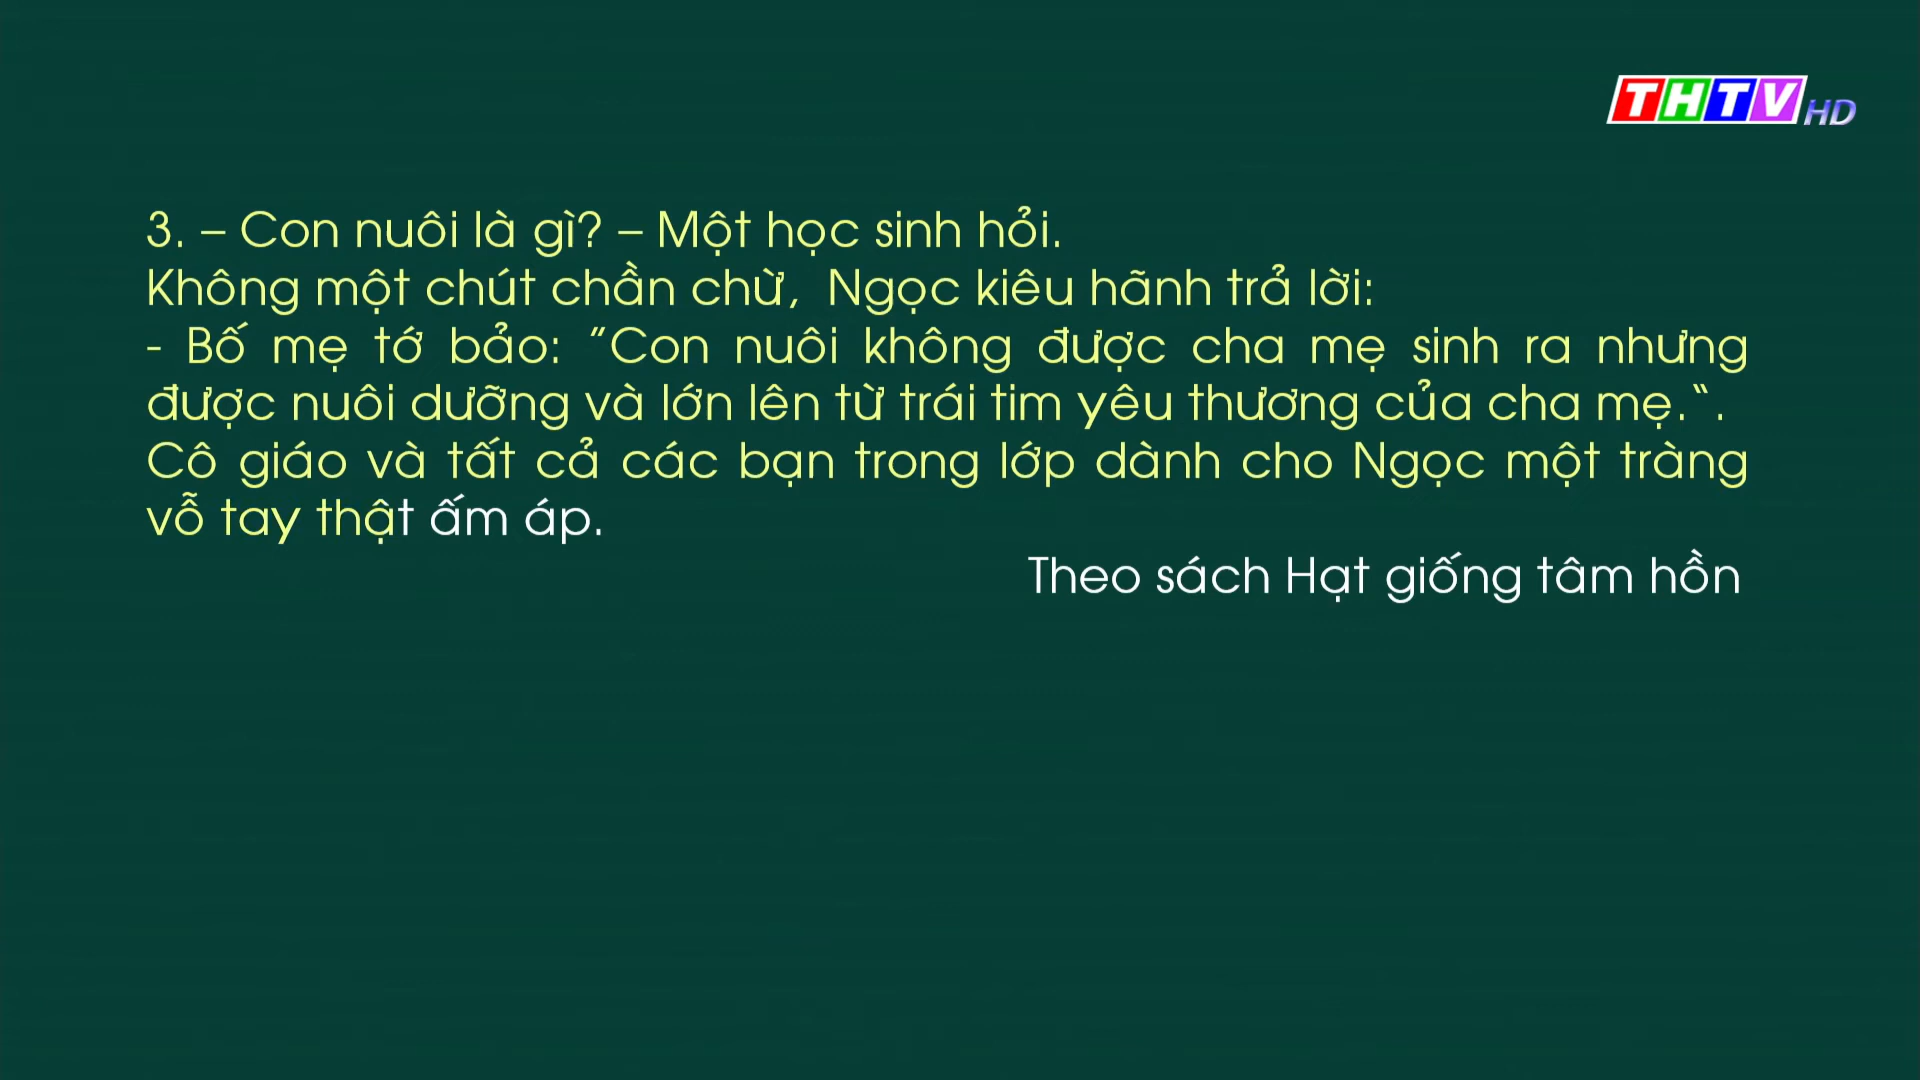 THTV HD
3. – Con nuôi là gì? – Một học sinh hỏi.
Không một chút chần chừ, Ngọc kiêu hãnh trả lời:
- Bố mẹ tớ bảo: “Con nuôi không được cha mẹ sinh ra nhưng
được nuôi dưỡng và lớn lên từ trái tim yêu thương của cha mẹ.“.
Cô giáo và tất cả các bạn trong lớp dành cho Ngọc một tràng
vỗ tay thật ấm áp.
Theo sách Hạt giống tâm hồn